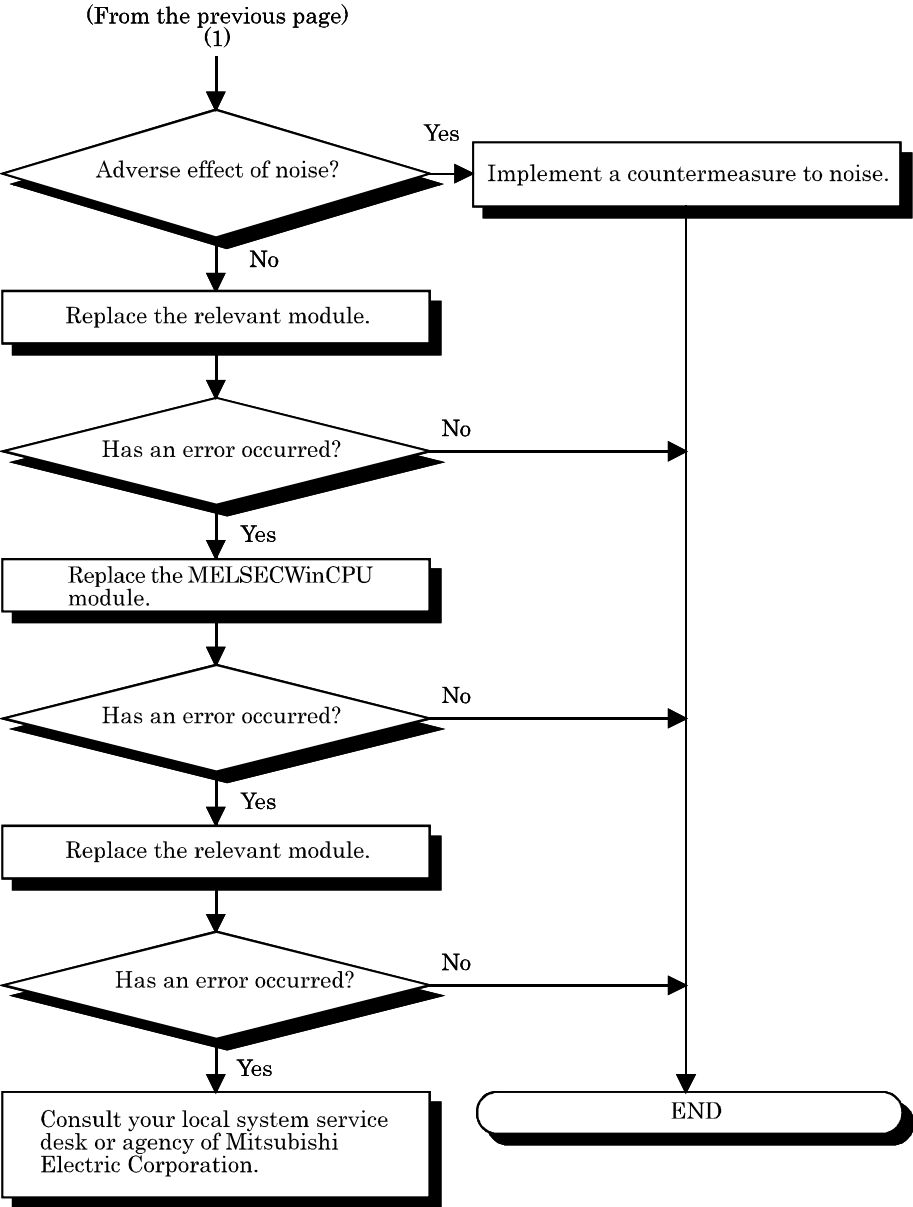 (From the previous page)
(1)
Adverse effect of noise?
Yes
Implement a countermeasure to noise.
No
Replace the relevant module.
Has an error occurred?
No
Yes
Replace the MELSECWinCPU
module.
Has an error occurred?
No
Yes
Replace the relevant module.
Has an error occurred?
No
Yes
Consult your local system service
desk or agency of Mitsubishi
Electric Corporation.
END